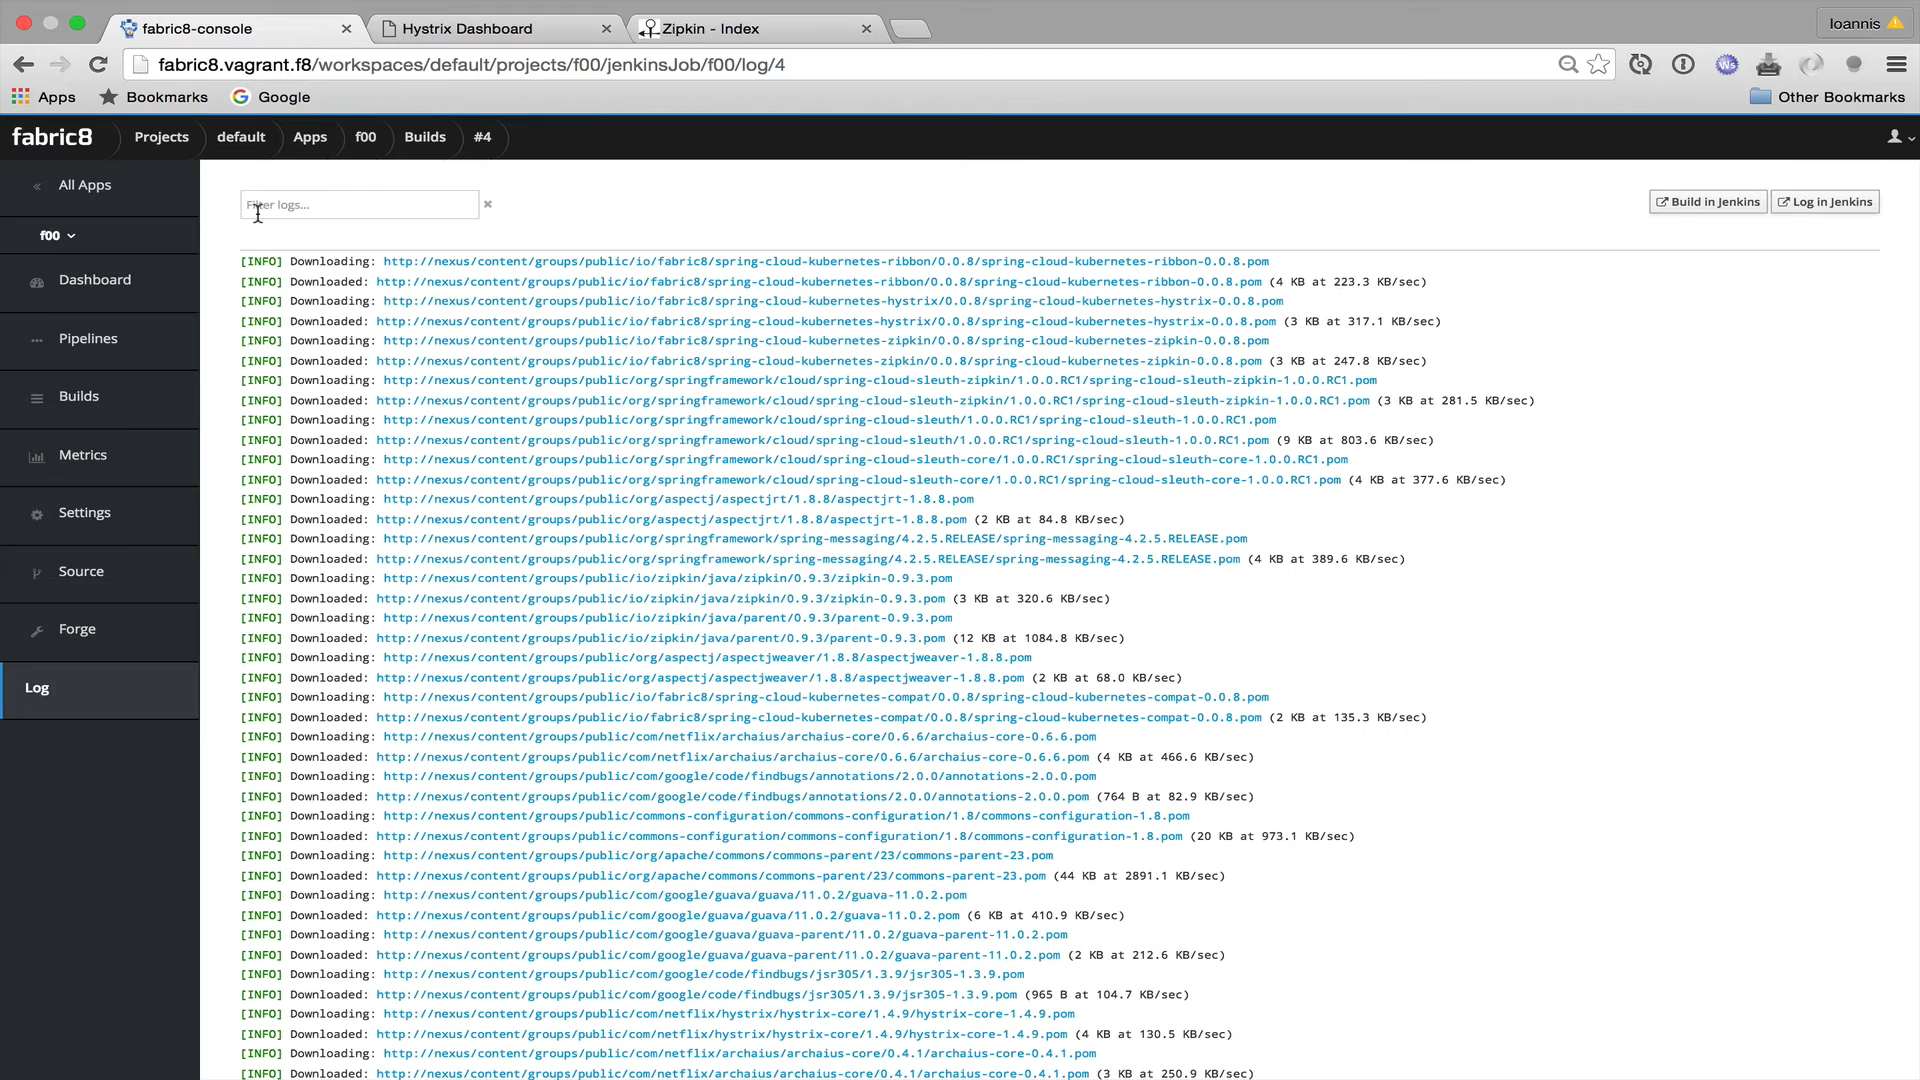 fabric8-console
Hystrix Dashboard
Zipkin - Index
Ioannis
fabric8.vagrant.f8/workspaces/default/projects/f00/jenkinsJob/f00/log/4
Apps
Bookmarks
Google
Other Bookmarks
fabric8 Projects default Apps f00 Builds #4
All Apps
f00
Dashboard
Pipelines
Builds
Metrics
Settings
Source
Forge
Log
Filter logs...
Build in Jenkins
Log in Jenkins
[INFO] Downloading: http://nexus/content/groups/public/io/fabric8/spring-cloud-kubernetes-ribbon/0.0.8/spring-cloud-kubernetes-ribbon-0.0.8.pom
[INFO] Downloaded: http://nexus/content/groups/public/io/fabric8/spring-cloud-kubernetes-ribbon/0.0.8/spring-cloud-kubernetes-ribbon-0.0.8.pom (4 KB at 223.3 KB/sec)
[INFO] Downloading: http://nexus/content/groups/public/io/fabric8/spring-cloud-kubernetes-hystrix/0.0.8/spring-cloud-kubernetes-hystrix-0.0.8.pom
[INFO] Downloaded: http://nexus/content/groups/public/io/fabric8/spring-cloud-kubernetes-hystrix/0.0.8/spring-cloud-kubernetes-hystrix-0.0.8.pom (3 KB at 317.1 KB/sec)
[INFO] Downloading: http://nexus/content/groups/public/io/fabric8/spring-cloud-kubernetes-zipkin/0.0.8/spring-cloud-kubernetes-zipkin-0.0.8.pom
[INFO] Downloaded: http://nexus/content/groups/public/io/fabric8/spring-cloud-kubernetes-zipkin/0.0.8/spring-cloud-kubernetes-zipkin-0.0.8.pom (3 KB at 247.8 KB/sec)
[INFO] Downloading: http://nexus/content/groups/public/org/springframework/cloud/spring-cloud-sleuth-zipkin/1.0.0.RC1/spring-cloud-sleuth-zipkin-1.0.0.RC1.pom
[INFO] Downloaded: http://nexus/content/groups/public/org/springframework/cloud/spring-cloud-sleuth-zipkin/1.0.0.RC1/spring-cloud-sleuth-zipkin-1.0.0.RC1.pom (3 KB at 281.5 KB/sec)
[INFO] Downloading: http://nexus/content/groups/public/org/springframework/cloud/spring-cloud-sleuth/1.0.0.RC1/spring-cloud-sleuth-1.0.0.RC1.pom
[INFO] Downloaded: http://nexus/content/groups/public/org/springframework/cloud/spring-cloud-sleuth/1.0.0.RC1/spring-cloud-sleuth-1.0.0.RC1.pom (9 KB at 803.6 KB/sec)
[INFO] Downloading: http://nexus/content/groups/public/org/springframework/cloud/spring-cloud-sleuth-core/1.0.0.RC1/spring-cloud-sleuth-core-1.0.0.RC1.pom
[INFO] Downloaded: http://nexus/content/groups/public/org/springframework/cloud/spring-cloud-sleuth-core/1.0.0.RC1/spring-cloud-sleuth-core-1.0.0.RC1.pom (4 KB at 377.6 KB/sec)
[INFO] Downloading: http://nexus/content/groups/public/org/aspectj/aspectjrt/1.8.8/aspectjrt-1.8.8.pom
[INFO] Downloaded: http://nexus/content/groups/public/org/aspectj/aspectjrt/1.8.8/aspectjrt-1.8.8.pom (2 KB at 84.8 KB/sec)
[INFO] Downloading: http://nexus/content/groups/public/org/springframework/spring-messaging/4.2.5.RELEASE/spring-messaging-4.2.5.RELEASE.pom
[INFO] Downloaded: http://nexus/content/groups/public/org/springframework/spring-messaging/4.2.5.RELEASE/spring-messaging-4.2.5.RELEASE.pom (4 KB at 389.6 KB/sec)
[INFO] Downloading: http://nexus/content/groups/public/io/zipkin/java/zipkin/0.9.3/zipkin-0.9.3.pom
[INFO] Downloaded: http://nexus/content/groups/public/io/zipkin/java/zipkin/0.9.3/zipkin-0.9.3.pom (3 KB at 320.6 KB/sec)
[INFO] Downloading: http://nexus/content/groups/public/io/zipkin/java/parent/0.9.3/parent-0.9.3.pom
[INFO] Downloaded: http://nexus/content/groups/public/io/zipkin/java/parent/0.9.3/parent-0.9.3.pom (12 KB at 1084.8 KB/sec)
[INFO] Downloading: http://nexus/content/groups/public/org/aspectj/aspectjweaver/1.8.8/aspectjweaver-1.8.8.pom
[INFO] Downloaded: http://nexus/content/groups/public/org/aspectj/aspectjweaver/1.8.8/aspectjweaver-1.8.8.pom (2 KB at 68.0 KB/sec)
[INFO] Downloading: http://nexus/content/groups/public/io/fabric8/spring-cloud-kubernetes-compat/0.0.8/spring-cloud-kubernetes-compat-0.0.8.pom
[INFO] Downloaded: http://nexus/content/groups/public/io/fabric8/spring-cloud-kubernetes-compat/0.0.8/spring-cloud-kubernetes-compat-0.0.8.pom (2 KB at 135.3 KB/sec)
[INFO] Downloading: http://nexus/content/groups/public/com/netflix/archaius/archaius-core/0.6.6/archaius-core-0.6.6.pom
[INFO] Downloaded: http://nexus/content/groups/public/com/netflix/archaius/archaius-core/0.6.6/archaius-core-0.6.6.pom (4 KB at 466.6 KB/sec)
[INFO] Downloading: http://nexus/content/groups/public/com/google/code/findbugs/annotations/2.0.0/annotations-2.0.0.pom
[INFO] Downloaded: http://nexus/content/groups/public/com/google/code/findbugs/annotations/2.0.0/annotations-2.0.0.pom (764 B at 82.9 KB/sec)
[INFO] Downloading: http://nexus/content/groups/public/commons-configuration/commons-configuration/1.8/commons-configuration-1.8.pom
[INFO] Downloaded: http://nexus/content/groups/public/commons-configuration/commons-configuration/1.8/commons-configuration-1.8.pom (20 KB at 973.1 KB/sec)
[INFO] Downloading: http://nexus/content/groups/public/org/apache/commons/commons-parent/23/commons-parent-23.pom
[INFO] Downloaded: http://nexus/content/groups/public/org/apache/commons/commons-parent/23/commons-parent-23.pom (44 KB at 2891.1 KB/sec)
[INFO] Downloading: http://nexus/content/groups/public/com/google/guava/guava/11.0.2/guava-11.0.2.pom
[INFO] Downloaded: http://nexus/content/groups/public/com/google/guava/guava/11.0.2/guava-11.0.2.pom (6 KB at 410.9 KB/sec)
[INFO] Downloading: http://nexus/content/groups/public/com/google/guava/guava-parent/11.0.2/guava-parent-11.0.2.pom
[INFO] Downloaded: http://nexus/content/groups/public/com/google/guava/guava-parent/11.0.2/guava-parent-11.0.2.pom (2 KB at 212.6 KB/sec)
[INFO] Downloading: http://nexus/content/groups/public/com/google/code/findbugs/jsr305/1.3.9/jsr305-1.3.9.pom
[INFO] Downloaded: http://nexus/content/groups/public/com/google/code/findbugs/jsr305/1.3.9/jsr305-1.3.9.pom (965 B at 104.7 KB/sec)
[INFO] Downloading: http://nexus/content/groups/public/com/netflix/hystrix/hystrix-core/1.4.9/hystrix-core-1.4.9.pom
[INFO] Downloaded: http://nexus/content/groups/public/com/netflix/hystrix/hystrix-core/1.4.9/hystrix-core-1.4.9.pom (4 KB at 130.5 KB/sec)
[INFO] Downloading: http://nexus/content/groups/public/com/netflix/archaius/archaius-core/0.4.1/archaius-core-0.4.1.pom
[INFO] Downloaded: http://nexus/content/groups/public/com/netflix/archaius/archaius-core/0.4.1/archaius-core-0.4.1.pom (3 KB at 250.9 KB/sec)